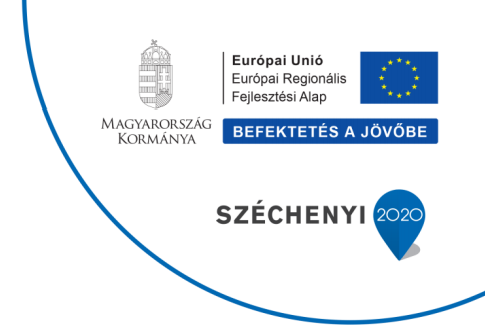 Európai Unió
Európai Regionális
Fejlesztési Alap
MAGYARORSZÁG
KORMÁNYA
BEFEKTETÉS A JÖVŐBE
SZÉCHENYI 2020